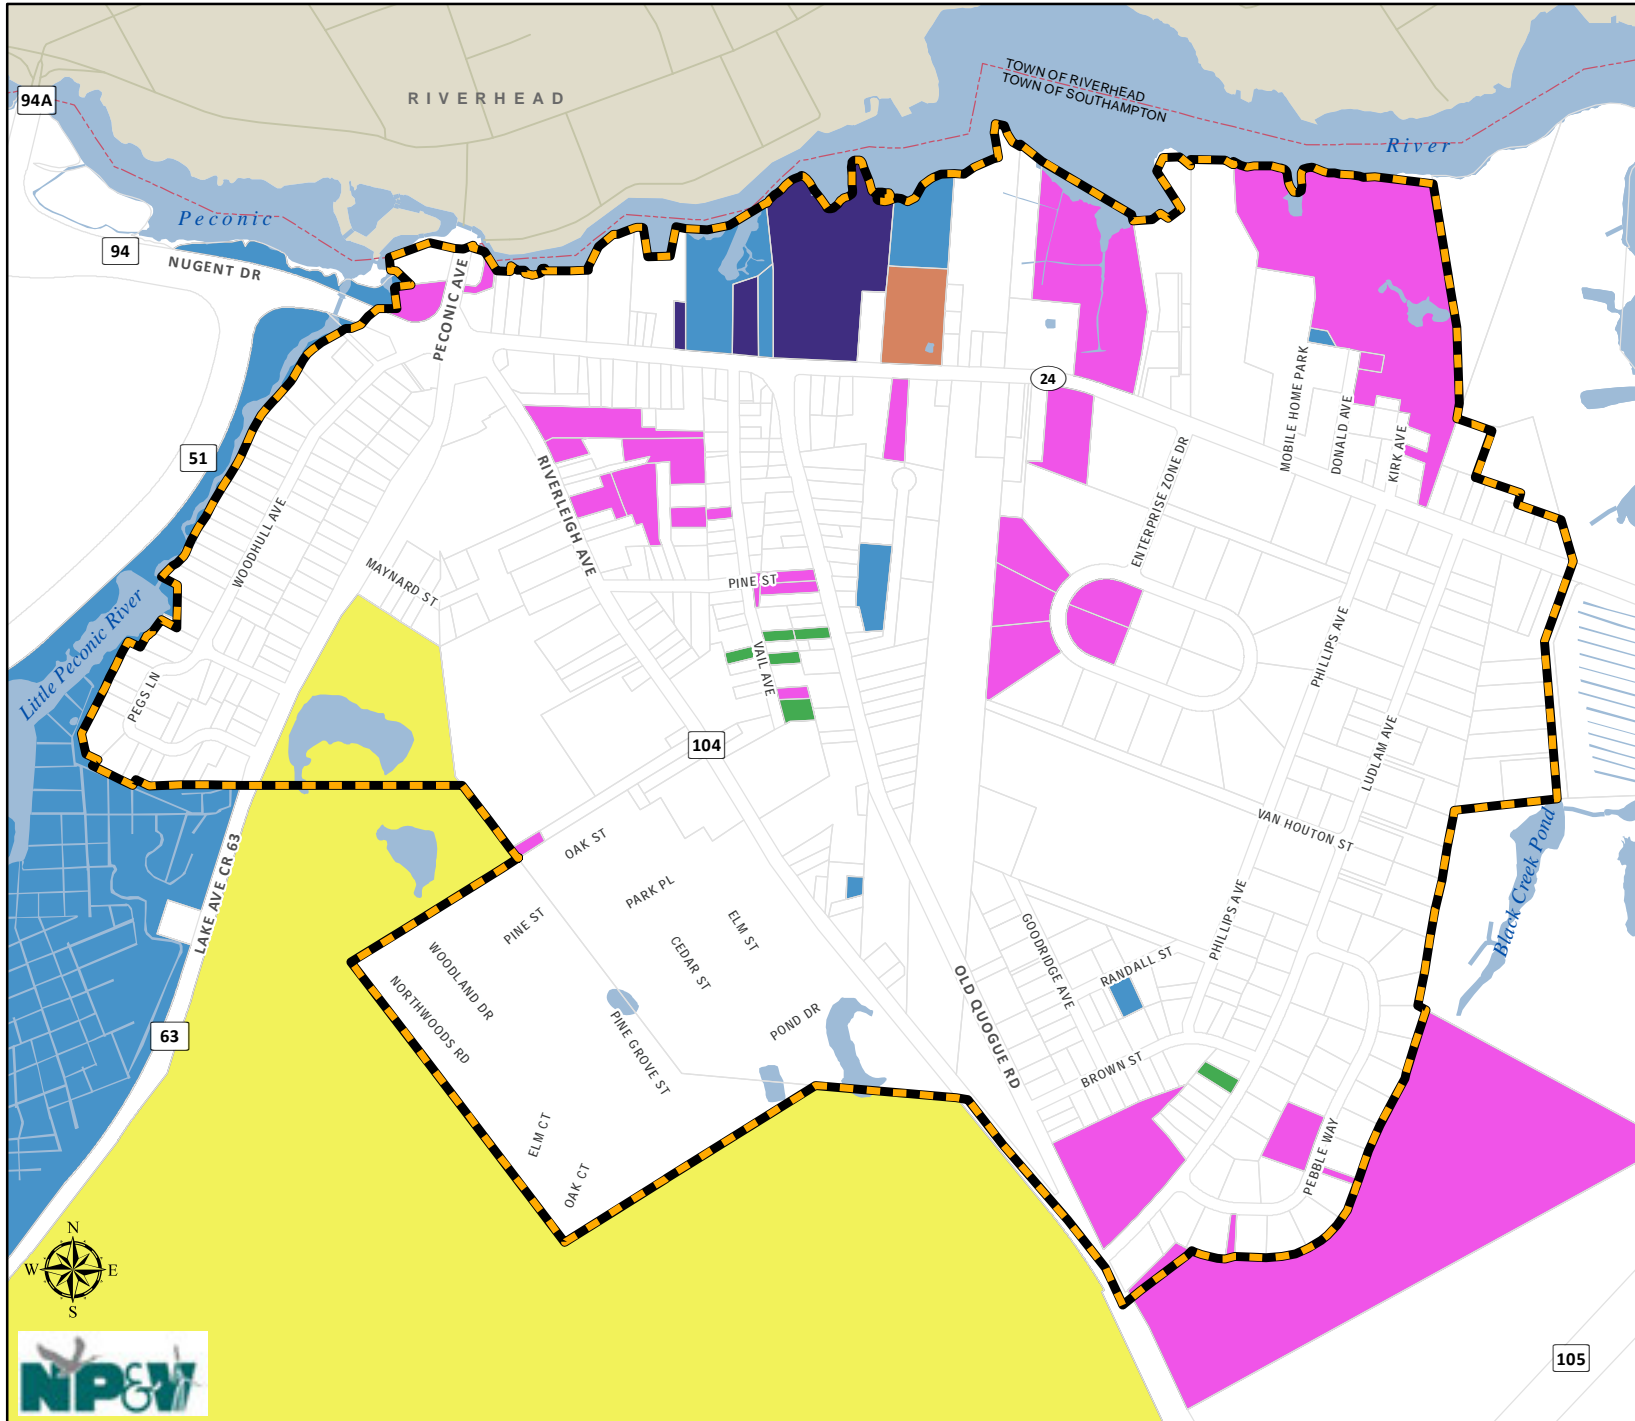 TOWN OF RIVERHEAD
TOWN OF SOUTHAMPTON
RIVERHEAD
94A
River
Peconic
94
NUGENT DR
PECONIC AVE
24
51
MOBILE HOME PARK
DONALD AVE
KIRK AVE
ENTERPRISE ZONE DR
RIVERLEIGH AVE
WOODHULL AVE
MAYNARD ST
PINE ST
Little Peconic River
PEGS LN
VAIL AVE
PHILLIPS AVE
LUDLAM AVE
104
VAN HOUTON ST
OAK ST
LAKE AVE CR 63
PARK PL
PINE ST
ELM ST
CEDAR ST
WOODLAND DR
NORTHWOODS RD
PHILLIPS AVE
Black Creek Pond
GOODRIDGE AVE
RANDALL ST
OLD QUOGUE RD
POND DR
PINE GROVE ST
63
BROWN ST
ELM CT
OAK CT
PEBBLE WAY
N
W E
S
105
NP&V